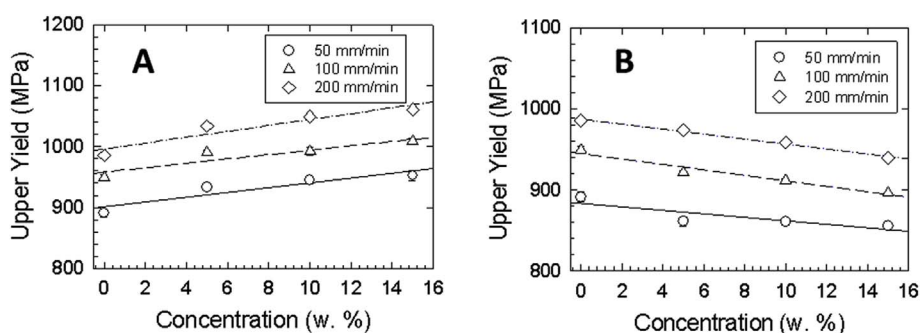 A
50 mm/min
100 mm/min
200 mm/min
Upper Yield (MPa)
1200
1100
1000
900
800
0 2 4 6 8 10 12 14 16
Concentration (w. %)
B
50 mm/min
100 mm/min
200 mm/min
Upper Yield (MPa)
1100
1000
900
800
0 2 4 6 8 10 12 14 16
Concentration (w. %)